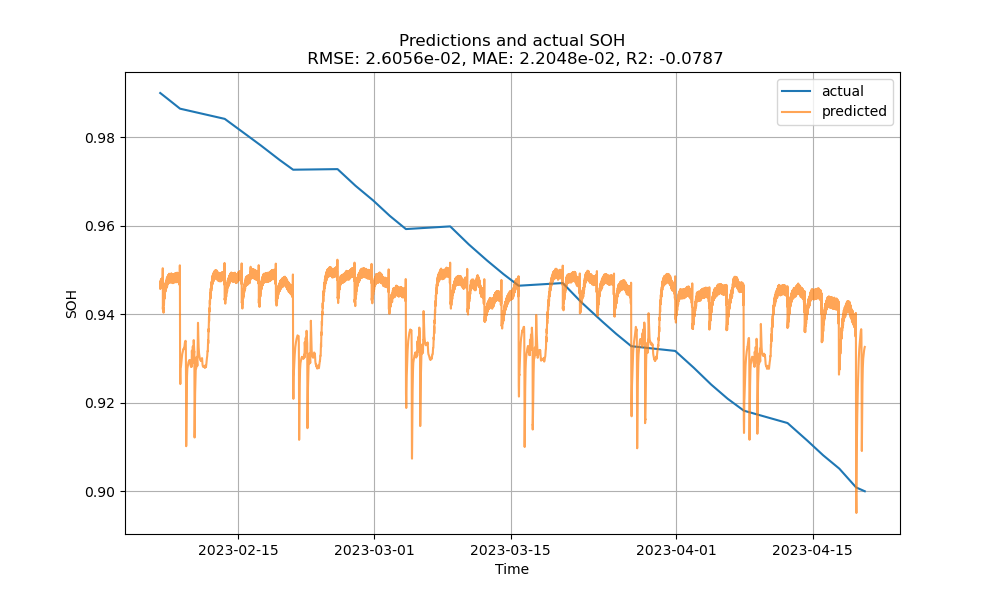 Predictions and actual SOH
RMSE: 2.6056e-02, MAE: 2.2048e-02, R2: -0.0787
actual
predicted
0.98
0.96
0.94
0.92
0.90
SOH
2023-02-15
2023-03-01
2023-03-15
2023-04-01
2023-04-15
Time